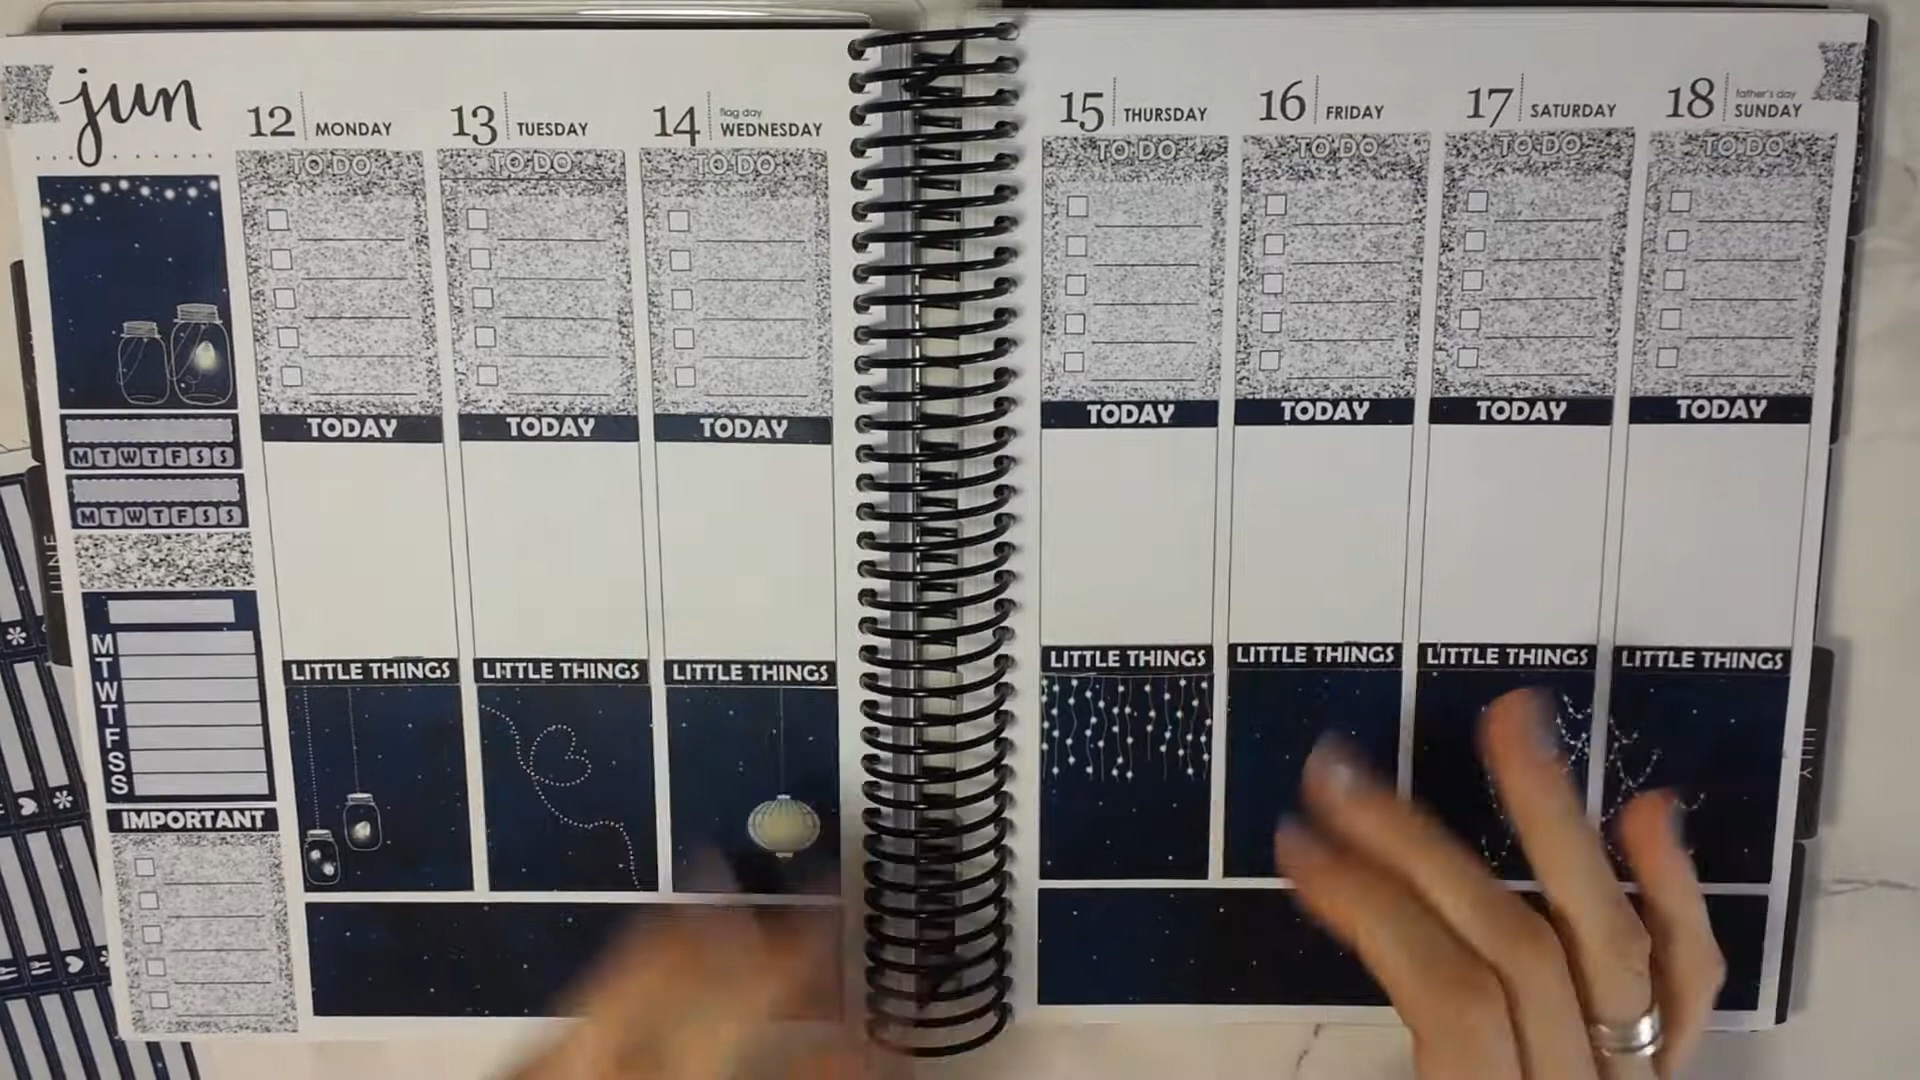 jun
12 MONDAY
13 TUESDAY
14 flag day WEDNESDAY
15 THURSDAY
16 FRIDAY
17 SATURDAY
18 father's day SUNDAY
TO DO TO DO TO DO TO DO TO DO TO DO TO DO
TODAY TODAY TODAY TODAY TODAY TODAY TODAY
M T W T F S S
M T W T F S S
JUNE
M
T
W
T
F
S
S
LITTLE THINGS LITTLE THINGS LITTLE THINGS LITTLE THINGS LITTLE THINGS LITTLE THINGS LITTLE THINGS
IMPORTANT
JULY